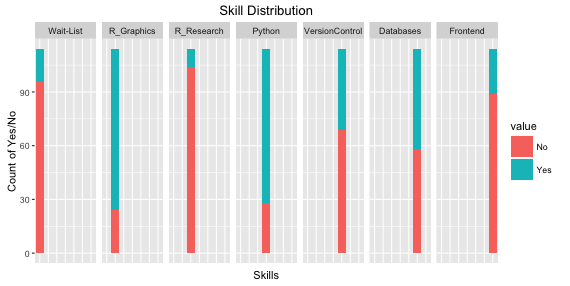 Skill Distribution
Wait-List R_Graphics R_Research Python VersionControl Databases Frontend
90
60
30
0
Count of Yes/No
Skills
value
No
Yes